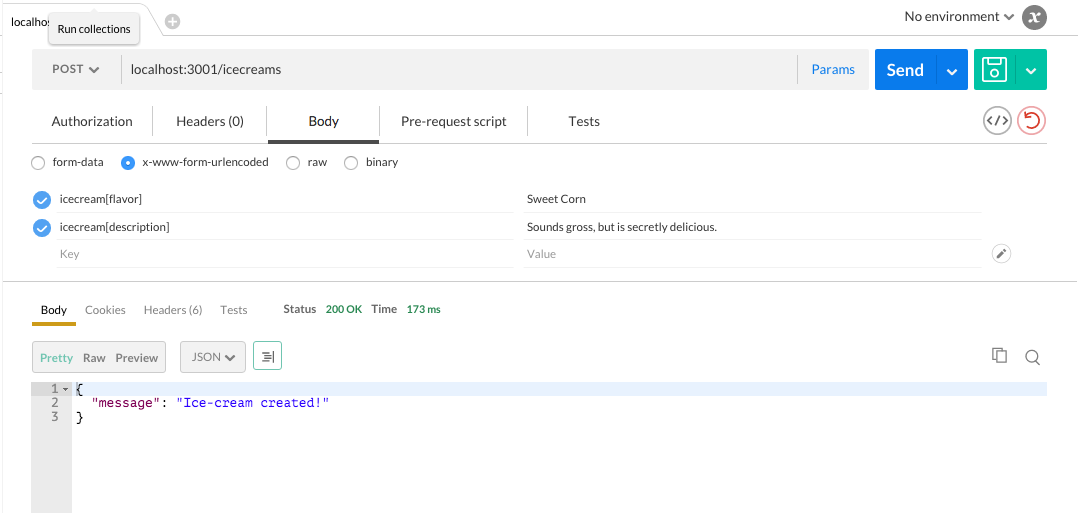 localhos
Run collections
No environment
POST localhost:3001/icecreams Params Send
Authorization Headers (0) Body Pre-request script Tests
form-data x-www-form-urlencoded raw binary
icecream[flavor] Sweet Corn
icecream[description] Sounds gross, but is secretly delicious.
Key Value
Body Cookies Headers (6) Tests Status 200 OK Time 173 ms
Pretty Raw Preview JSON
1 {
2 "message": "Ice-cream created!"
3 }